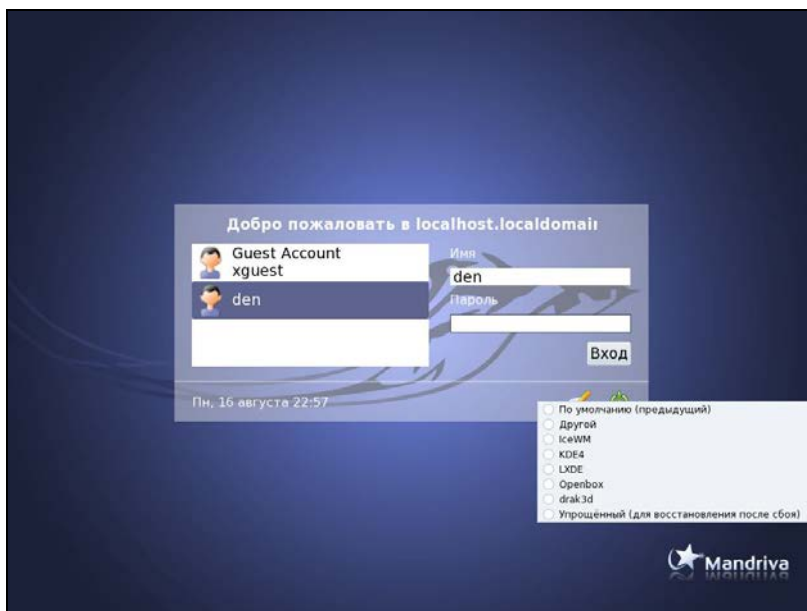 Добро пожаловать в localhost.localdomain
Guest Account
xguest
den
Имя
den
Пароль
Вход
Пн, 16 августа 22:57
По умолчанию (предыдущий)
Другой
IceWM
KDE4
LXDE
Openbox
drak3d
Упрощённый (для восстановления после сбоя)
Mandriva